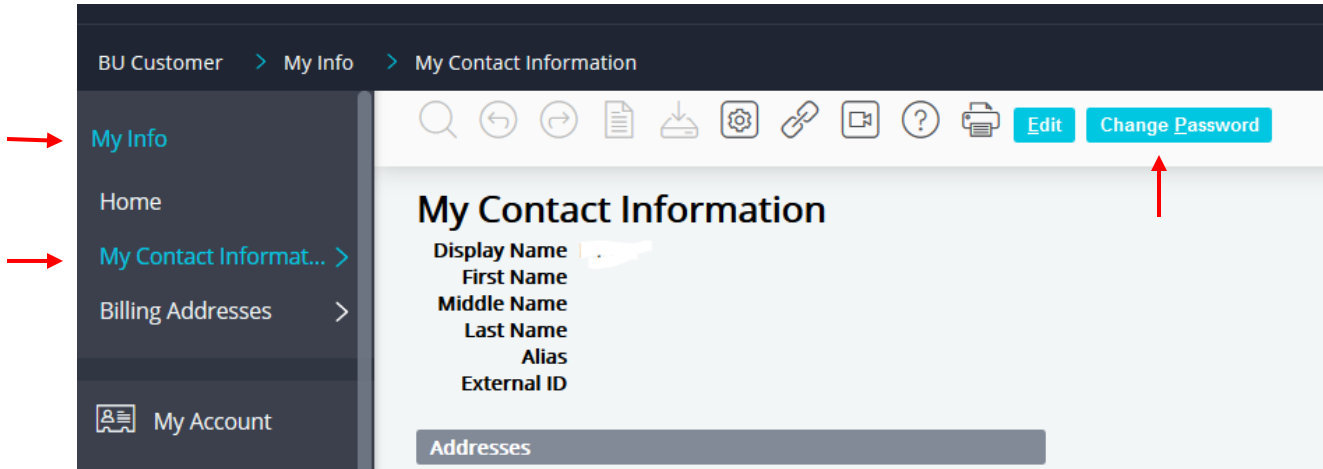 BU Customer > My Info > My Contact Information
My Info
Home
My Contact Informat... >
Billing Addresses >
My Account
Edit
Change Password
My Contact Information
Display Name
First Name
Middle Name
Last Name
Alias
External ID
Addresses